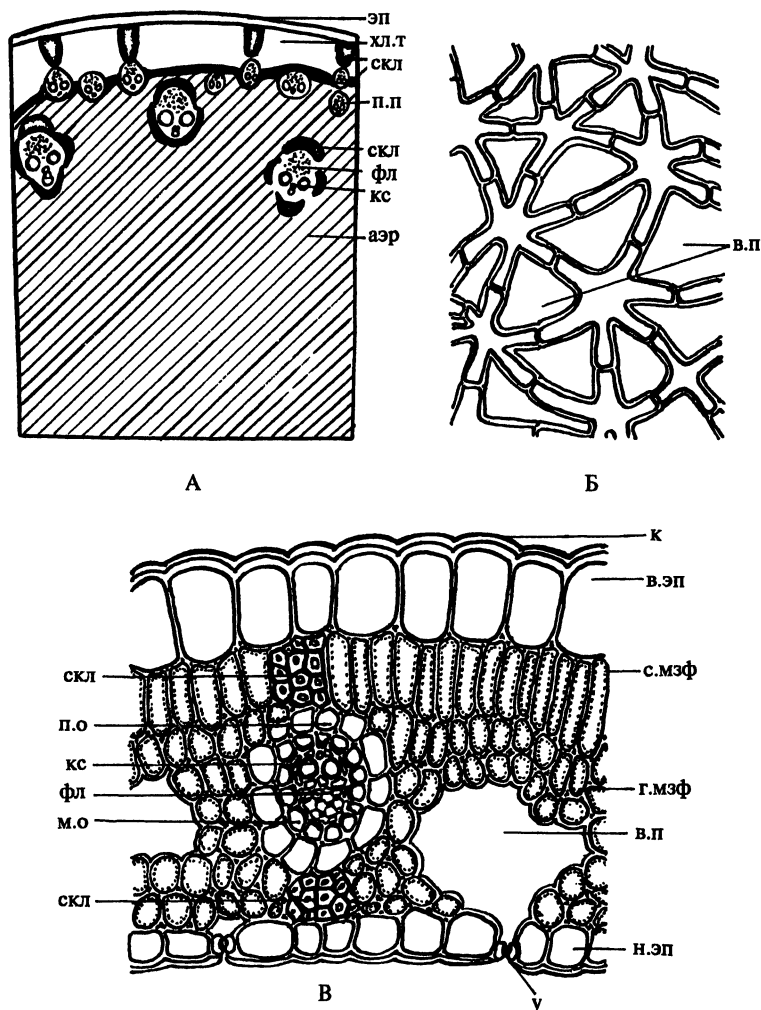 эп
хл.т
скл
п.п
скл
фл
кс
аэр
в.п
А
Б
к
в.эп
скл
с.мзф
п.о
кс
фл
г.мзф
м.о
в.п
скл
н.эп
В
у